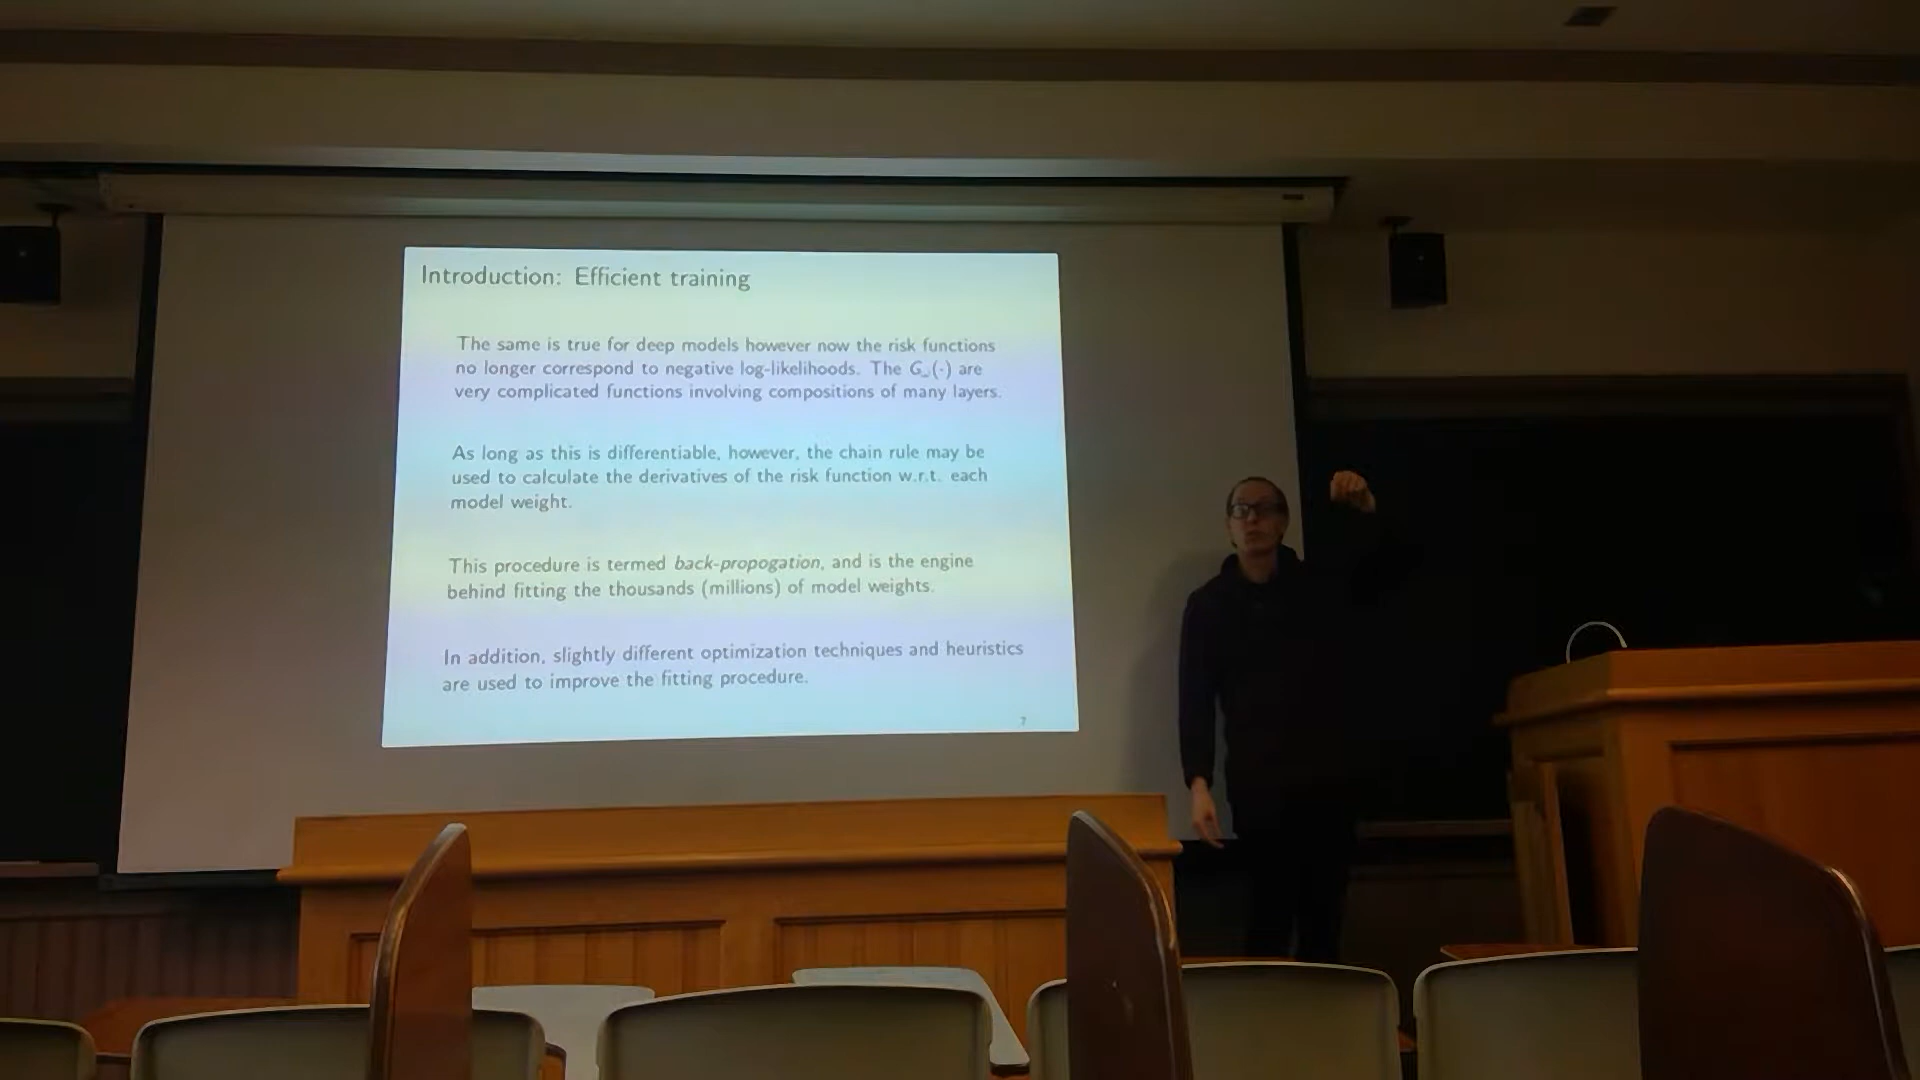 Introduction: Efficient training
The same is true for deep models however now the risk functions
no longer correspond to negative log-likelihoods. The G_(·) are
very complicated functions involving compositions of many layers.
As long as this is differentiable, however, the chain rule may be
used to calculate the derivatives of the risk function w.r.t. each
model weight.
This procedure is termed back-propogation, and is the engine
behind fitting the thousands (millions) of model weights.
In addition, slightly different optimization techniques and heuristics
are used to improve the fitting procedure.
7